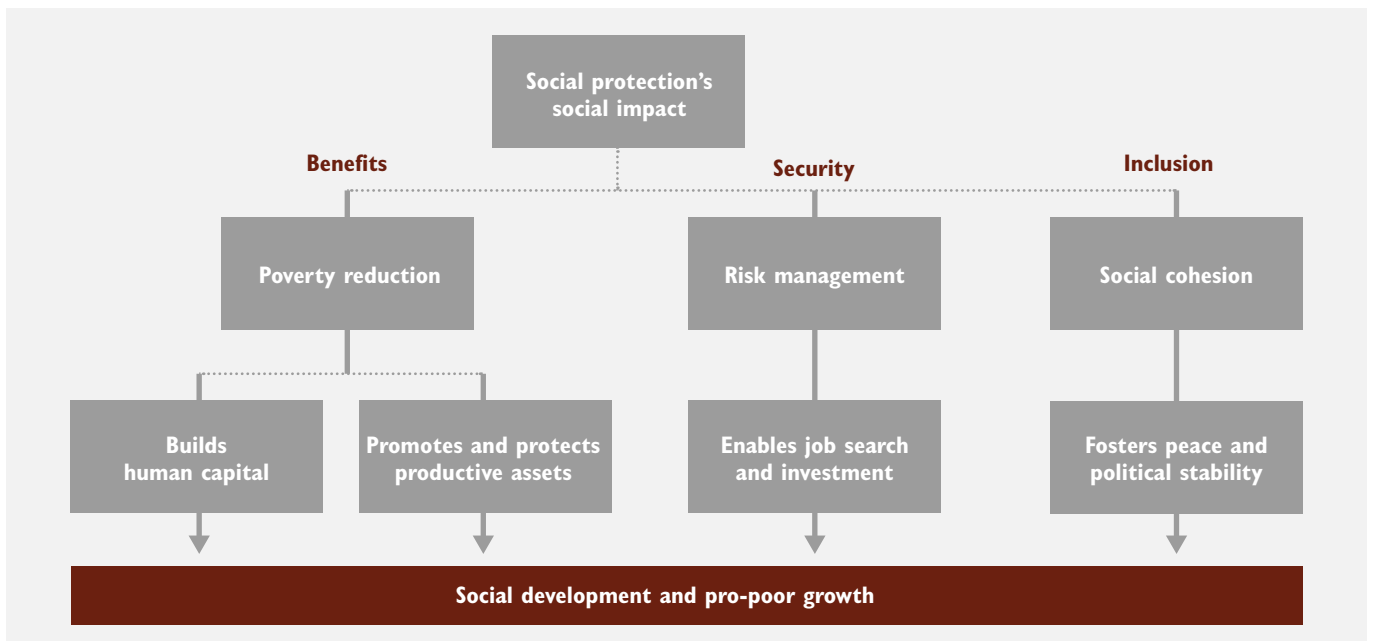 Social protection’s
social impact
Benefits
Security
Inclusion
Poverty reduction
Risk management
Social cohesion
Builds
human capital
Promotes and protects
productive assets
Enables job search
and investment
Fosters peace and
political stability
Social development and pro-poor growth